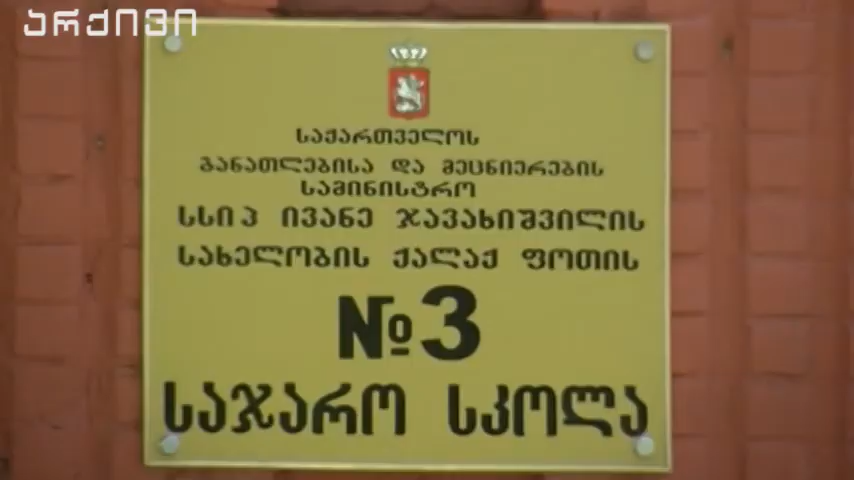 არქივი
საქართველოს
განათლებისა და მეცნიერების
სამინისტრო
სსიპ ივანე ჯავახიშვილის
სახელობის ქალაქ ფოთის
№3
საჯარო სკოლა